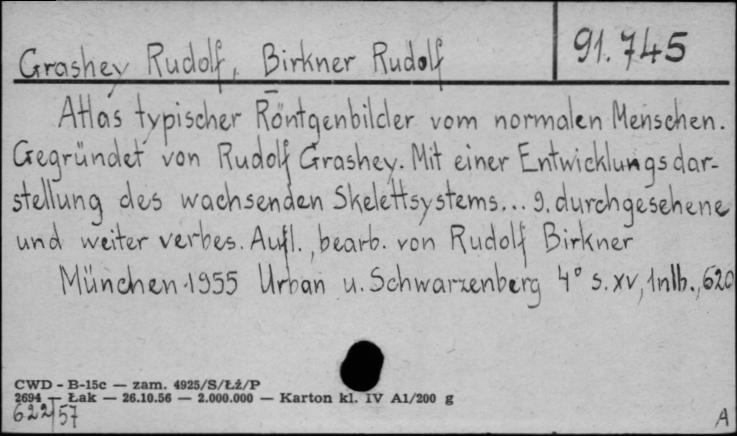 91.745
Grashey Rudolf, Birkner Rudolf
Atlas typischer Röntgenbilder vom normalen Menschen.
Gegründet von Rudolf Grashey. Mit einer Entwicklungsdar-
stellung des wachsenden Skelettsystems... 9. durchgesehene
und weiter verbes. Aufl., bearb. von Rudolf Birkner
München 1955 Urban u. Schwarzenberg 4° s. XV, 1nlb., 620
CWD - B-15c — zam. 4925/S/Łż/P
2694 — Łak — 26.10.56 — 2.000.000 — Karton kl. IV A1/200 g
622/57
A